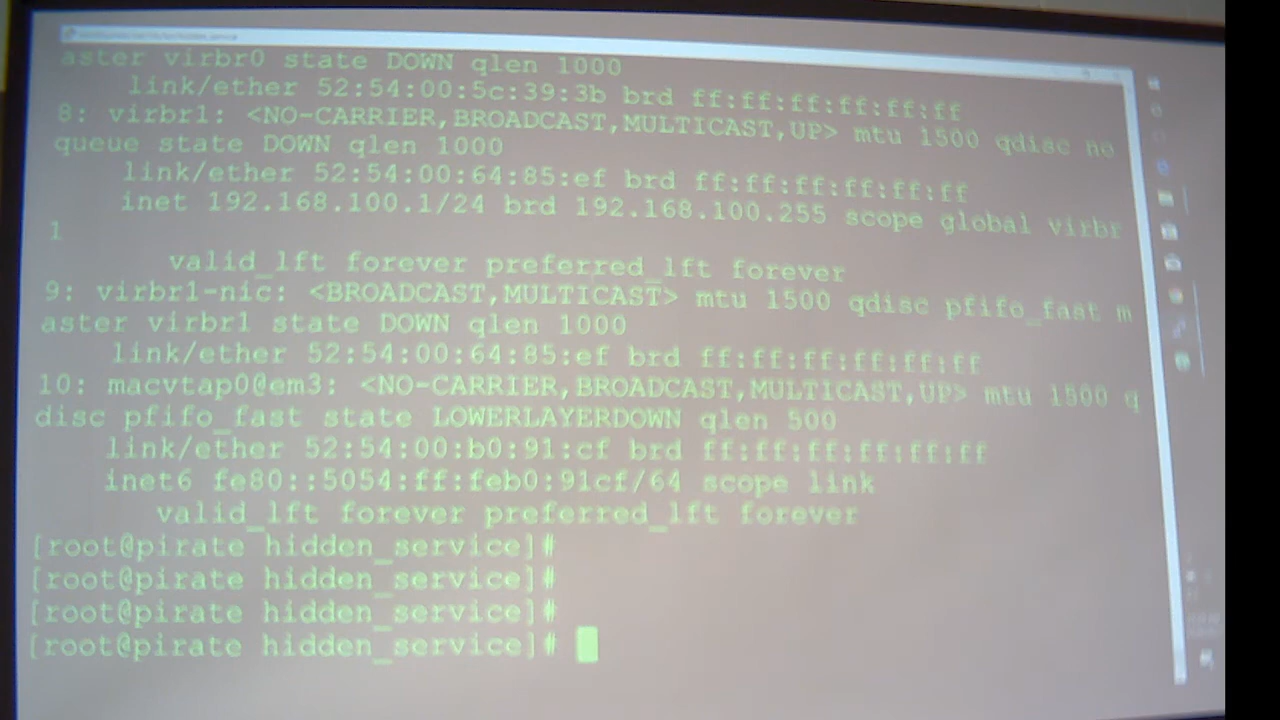 aster virbr0 state DOWN qlen 1000
link/ether 52:54:00:5c:39:3b brd ff:ff:ff:ff:ff:ff
8: virbr1: <NO-CARRIER,BROADCAST,MULTICAST,UP> mtu 1500 qdisc no
queue state DOWN qlen 1000
link/ether 52:54:00:64:85:ef brd ff:ff:ff:ff:ff:ff
inet 192.168.100.1/24 brd 192.168.100.255 scope global virbr
1
valid_lft forever preferred_lft forever
9: virbr1-nic: <BROADCAST,MULTICAST> mtu 1500 qdisc pfifo_fast m
aster virbr1 state DOWN qlen 1000
link/ether 52:54:00:64:85:ef brd ff:ff:ff:ff:ff:ff
10: macvtap0@em3: <NO-CARRIER,BROADCAST,MULTICAST,UP> mtu 1500 q
disc pfifo_fast state LOWERLAYERDOWN qlen 500
link/ether 52:54:00:b0:91:cf brd ff:ff:ff:ff:ff:ff
inet6 fe80::5054:ff:feb0:91cf/64 scope link
valid_lft forever preferred_lft forever
[root@pirate hidden_service]#
[root@pirate hidden_service]#
[root@pirate hidden_service]#
[root@pirate hidden_service]#